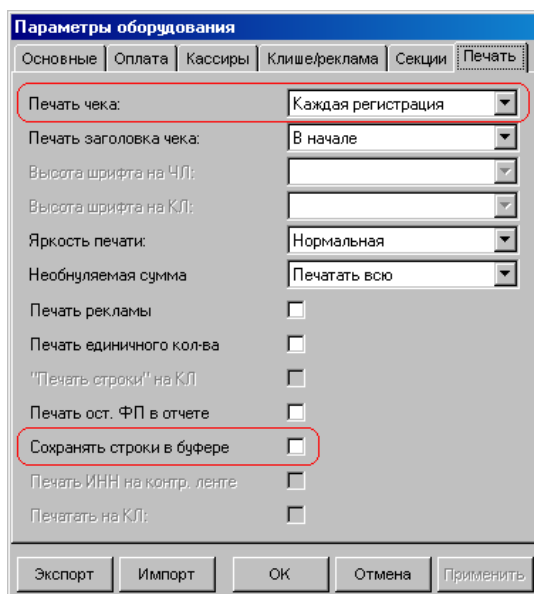 Параметры оборудования
Основные Оплата Кассиры Клише/реклама Секции Печать
Печать чека: Каждая регистрация
Печать заголовка чека: В начале
Высота шрифта на ЧЛ:
Высота шрифта на КЛ:
Яркость печати: Нормальная
Необнуляемая сумма Печатать всю
Печать рекламы
Печать единичного кол-ва
"Печать строки" на КЛ
Печать ост. ФП в отчете
Сохранять строки в буфере
Печать ИНН на контр. ленте
Печатать на КЛ:
Экспорт Импорт OK Отмена Применить